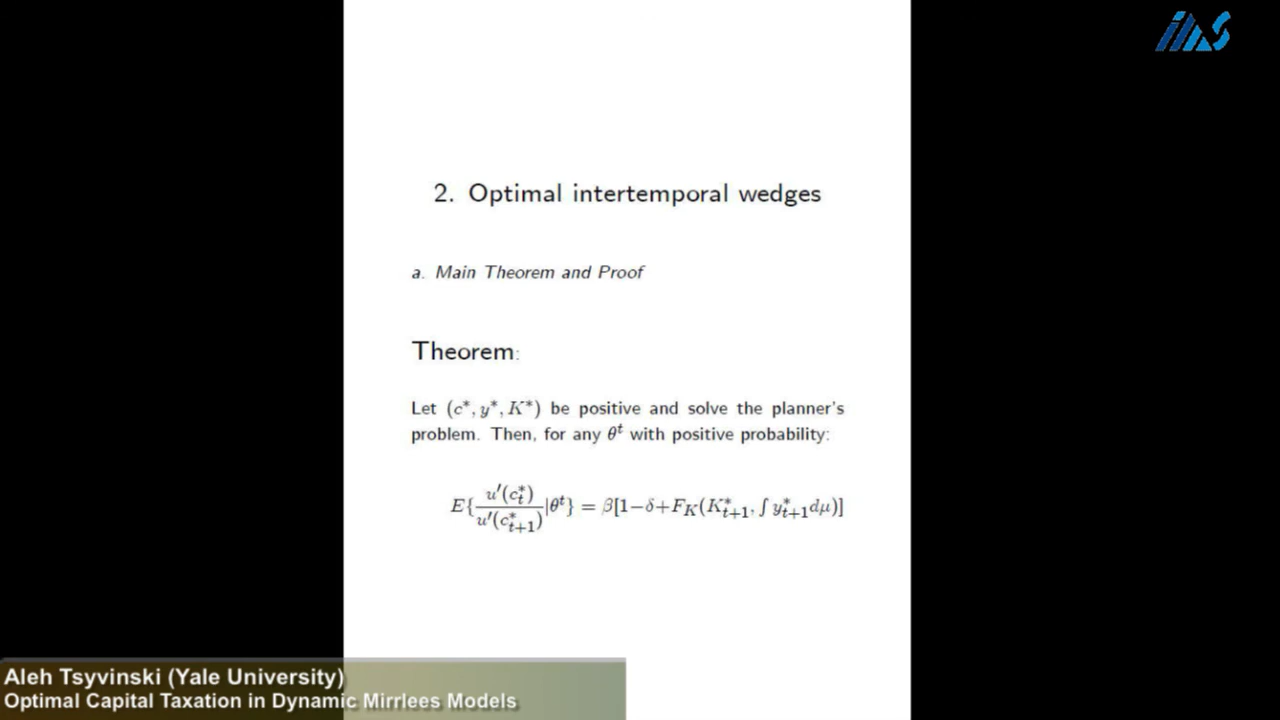 IMS
2. Optimal intertemporal wedges
a. Main Theorem and Proof
Theorem:
Let (c*, y*, K*) be positive and solve the planner's
problem. Then, for any θ^t with positive probability:
E{u′(c*_t)/u′(c*_{t+1})|θ^t} = β[1−δ+F_K(K*_{t+1}, ∫ y*_{t+1}dμ)]
Aleh Tsyvinski (Yale University)
Optimal Capital Taxation in Dynamic Mirrlees Models